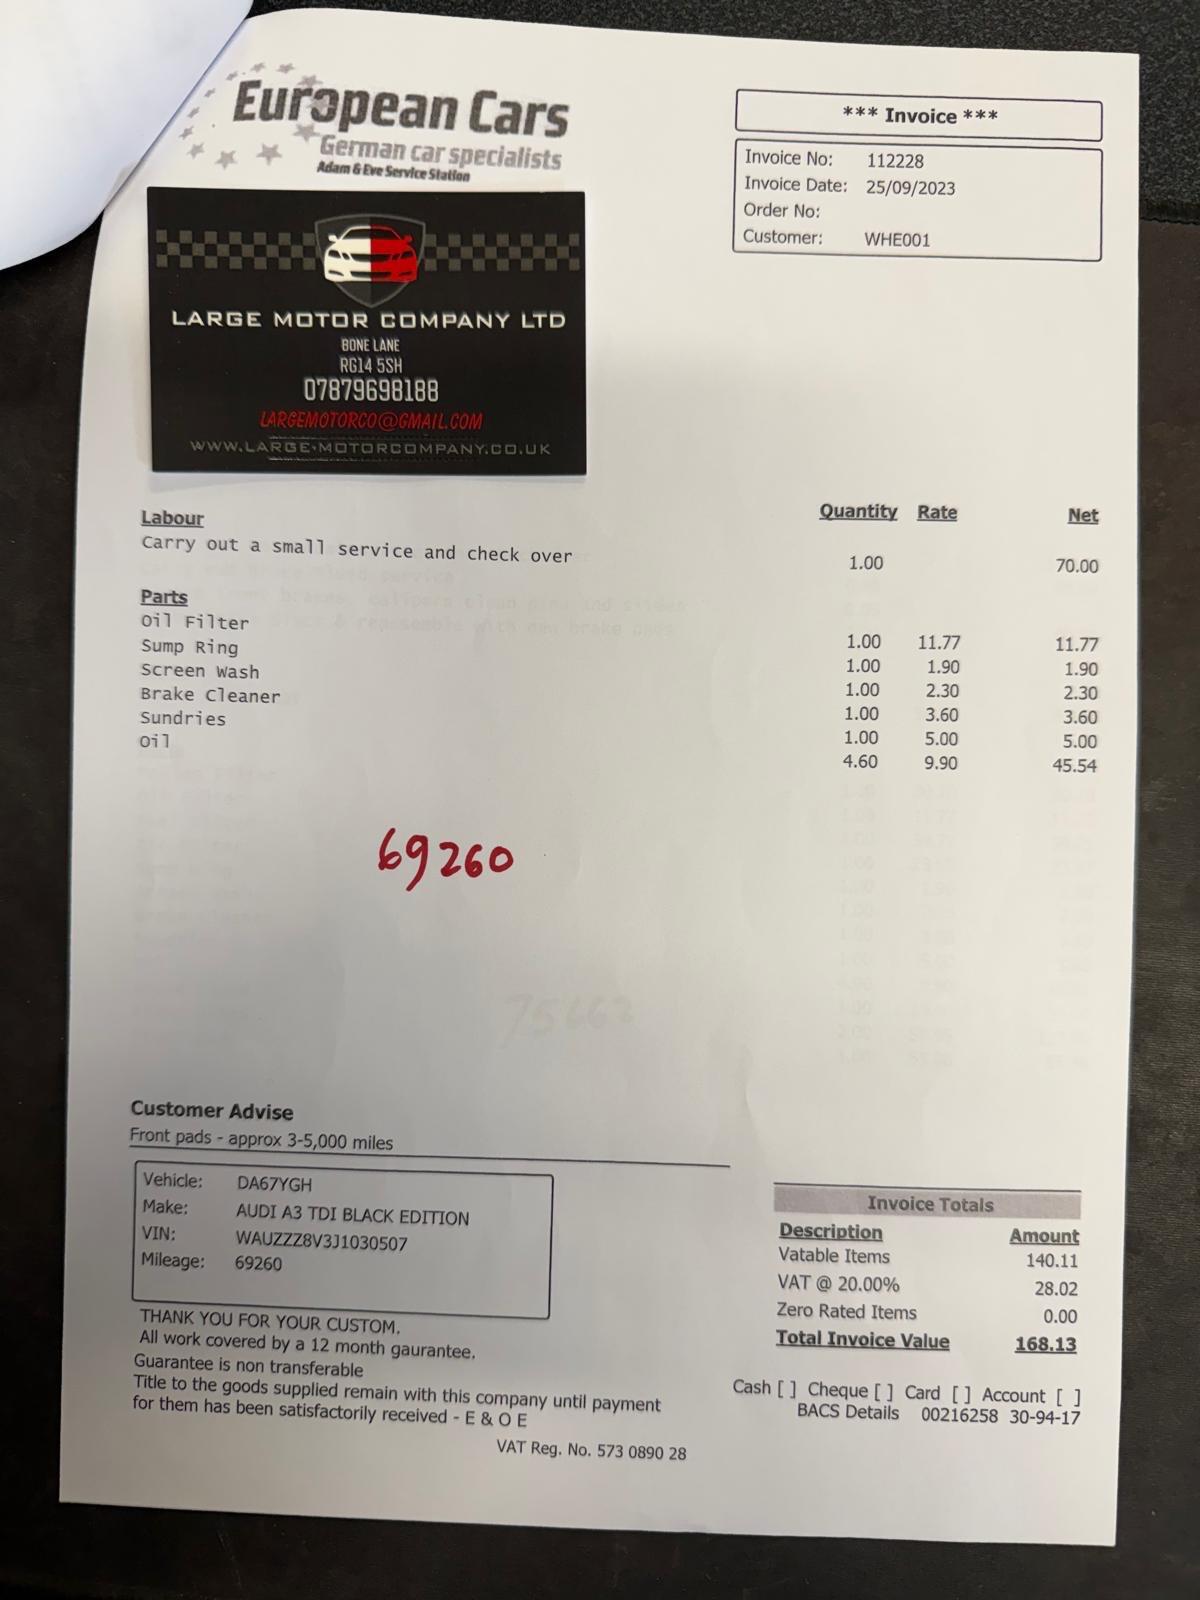 European Cars
German car specialists
Adam & Eve Service Station
*** Invoice ***
Invoice No: 112228
Invoice Date: 25/09/2023
Order No:
Customer: WHE001
LARGE MOTOR COMPANY LTD
BONE LANE
RG14 5SH
07879698188
LARGEMOTORCO@GMAIL.COM
WWW.LARGE-MOTORCOMPANY.CO.UK
Labour Quantity Rate Net
Carry out a small service and check over 1.00 70.00
Parts
Oil Filter 1.00 11.77 11.77
Sump Ring 1.00 1.90 1.90
Screen Wash 1.00 2.30 2.30
Brake Cleaner 1.00 3.60 3.60
Sundries 1.00 5.00 5.00
Oil 4.60 9.90 45.54
69260
Customer Advise
Front pads - approx 3-5,000 miles
Vehicle: DA67YGH
Make: AUDI A3 TDI BLACK EDITION
VIN: WAUZZZ8V3J1030507
Mileage: 69260
Invoice Totals
Description Amount
Vatable Items 140.11
VAT @ 20.00% 28.02
Zero Rated Items 0.00
Total Invoice Value 168.13
THANK YOU FOR YOUR CUSTOM.
All work covered by a 12 month gaurantee.
Guarantee is non transferable
Title to the goods supplied remain with this company until payment
for them has been satisfactorily received - E & O E
Cash [ ] Cheque [ ] Card [ ] Account [ ]
BACS Details 00216258 30-94-17
VAT Reg. No. 573 0890 28